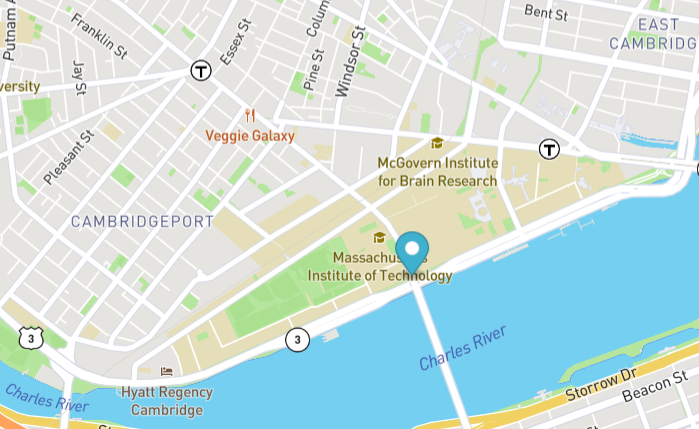 Putnam A
Franklin St
Essex St
Colum
Windsor St
Bent St
EAST
CAMBRIDG
T
Pine St
Jay St
versity
Veggie Galaxy
T
Pleasant St
McGovern Institute
for Brain Research
CAMBRIDGEPORT
Massachus s
Institute of Technology
3
3
Charles River
Hyatt Regency
Cambridge
Charles River
Storrow Dr
Beacon St